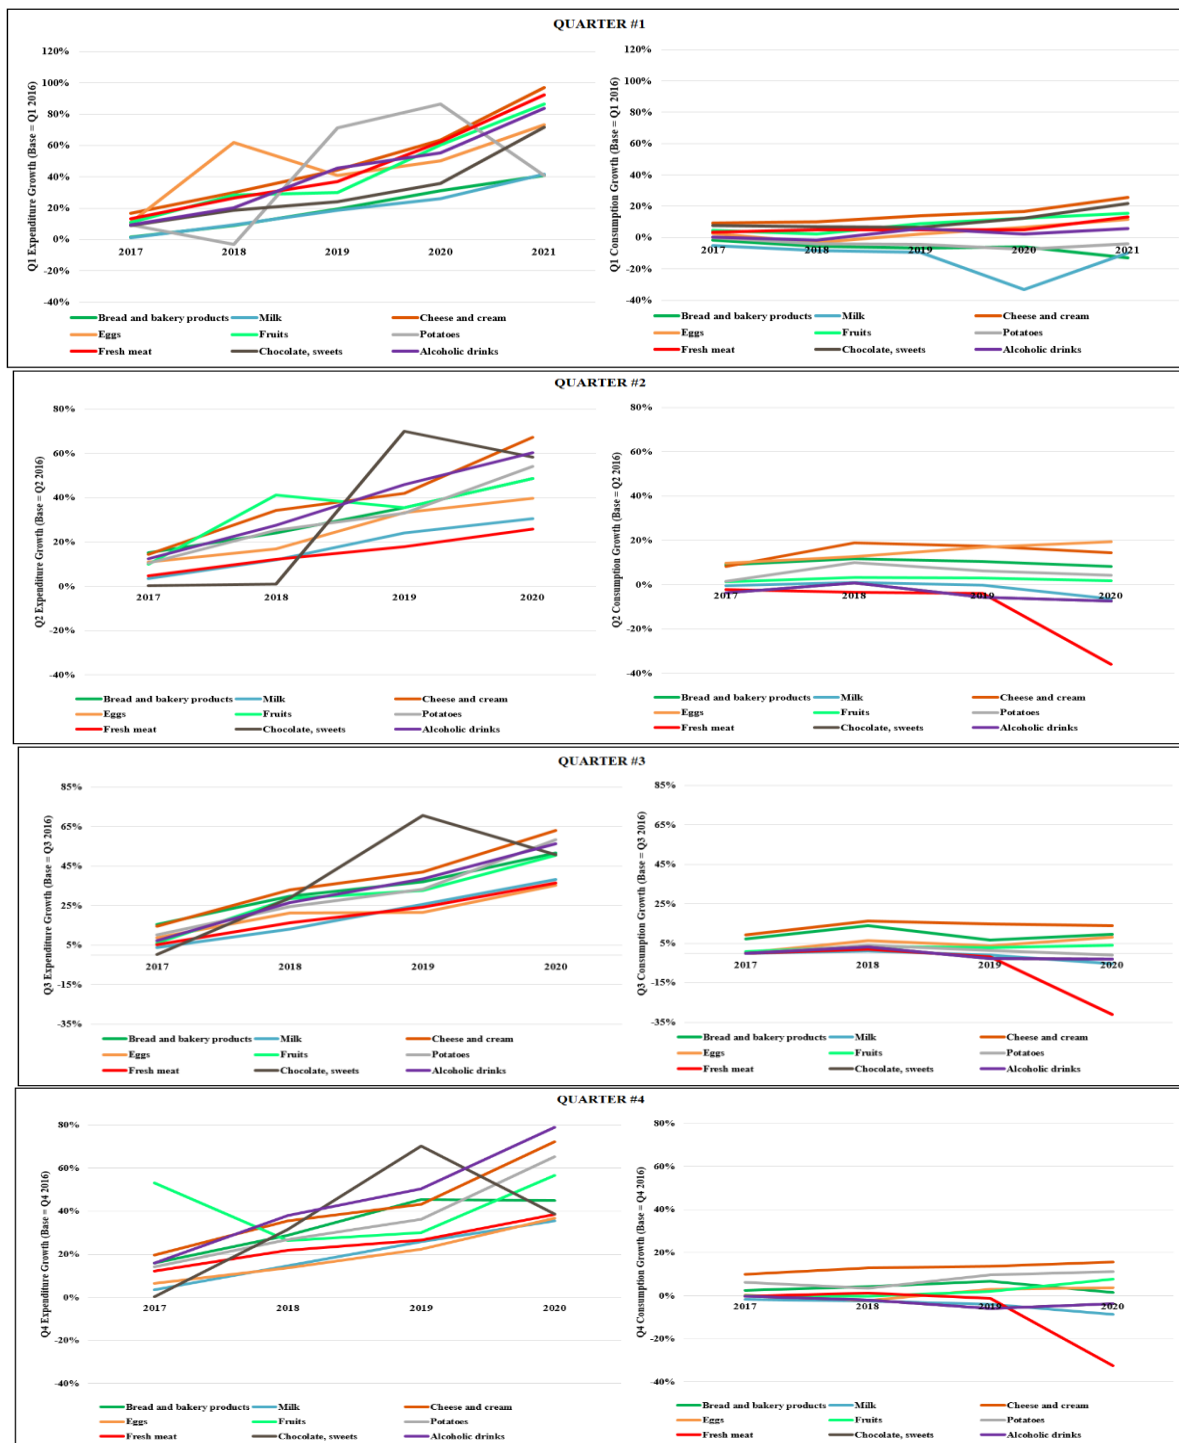 QUARTER #1
Q1 Expenditure Growth (Base = Q1 2016)
120%
100%
80%
60%
40%
20%
0%
-20%
-40%
2017 2018 2019 2020 2021
Bread and bakery products Milk Cheese and cream
Eggs Fruits Potatoes
Fresh meat Chocolate, sweets Alcoholic drinks
Q1 Consumption Growth (Base = Q1 2016)
120%
100%
80%
60%
40%
20%
0%
-20%
-40%
2017 2018 2019 2020 2021
Bread and bakery products Milk Cheese and cream
Eggs Fruits Potatoes
Fresh meat Chocolate, sweets Alcoholic drinks
QUARTER #2
Q2 Expenditure Growth (Base = Q2 2016)
80%
60%
40%
20%
0%
-20%
-40%
2017 2018 2019 2020
Bread and bakery products Milk Cheese and cream
Eggs Fruits Potatoes
Fresh meat Chocolate, sweets Alcoholic drinks
Q2 Consumption Growth (Base = Q2 2016)
80%
60%
40%
20%
0%
-20%
-40%
2017 2018 2019 2020
Bread and bakery products Milk Cheese and cream
Eggs Fruits Potatoes
Fresh meat Chocolate, sweets Alcoholic drinks
QUARTER #3
Q3 Expenditure Growth (Base = Q3 2016)
85%
65%
45%
25%
5%
-15%
-35%
2017 2018 2019 2020
Bread and bakery products Milk Cheese and cream
Eggs Fruits Potatoes
Fresh meat Chocolate, sweets Alcoholic drinks
Q3 Consumption Growth (Base = Q3 2016)
85%
65%
45%
25%
5%
-15%
-35%
2017 2018 2019 2020
Bread and bakery products Milk Cheese and cream
Eggs Fruits Potatoes
Fresh meat Chocolate, sweets Alcoholic drinks
QUARTER #4
Q4 Expenditure Growth (Base = Q4 2016)
80%
60%
40%
20%
0%
-20%
-40%
2017 2018 2019 2020
Bread and bakery products Milk Cheese and cream
Eggs Fruits Potatoes
Fresh meat Chocolate, sweets Alcoholic drinks
Q4 Consumption Growth (Base = Q4 2016)
80%
60%
40%
20%
0%
-20%
-40%
2017 2018 2019 2020
Bread and bakery products Milk Cheese and cream
Eggs Fruits Potatoes
Fresh meat Chocolate, sweets Alcoholic drinks